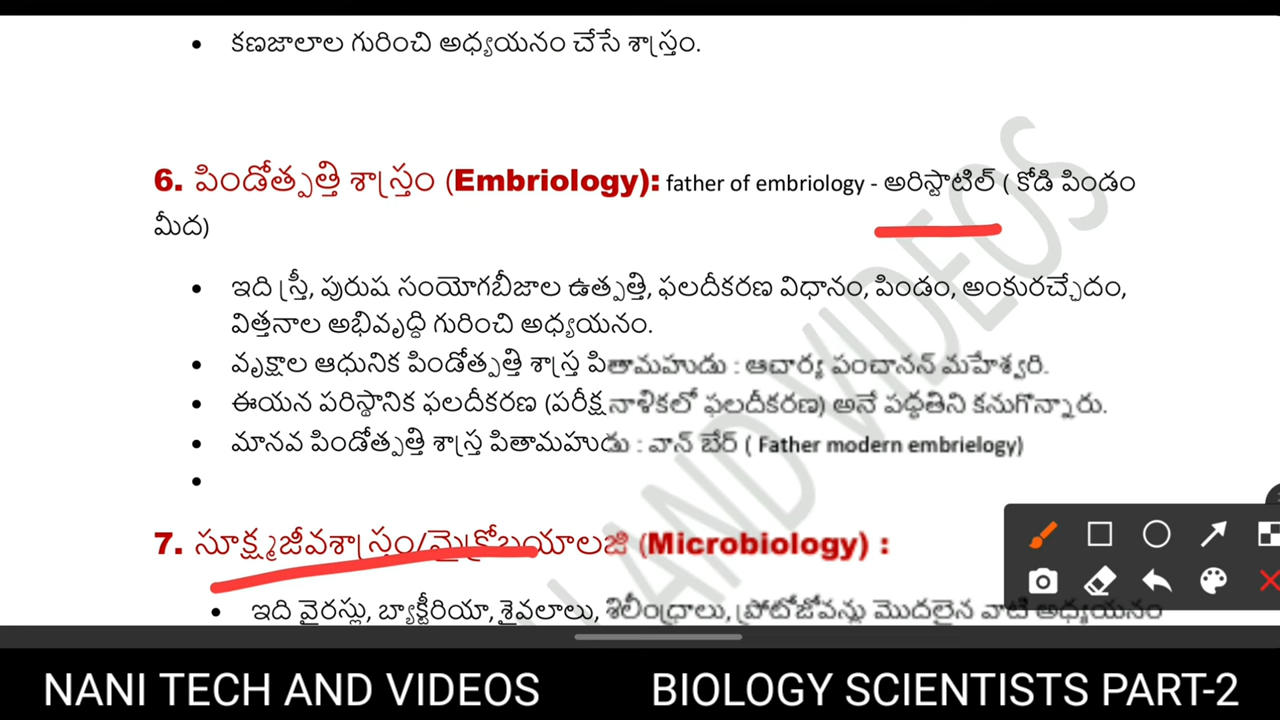 • కణజాలాల గురించి అధ్యయనం చేసే శాస్త్రం.
6. పిండోత్పత్తి శాస్త్రం (Embriology): father of embriology - అరిస్టాటిల్ ( కోడి పిండం
మీద)
• ఇది స్త్రీ, పురుష సంయోగబీజాల ఉత్పత్తి, ఫలదీకరణ విధానం, పిండం, అంకురచ్ఛేదం,
విత్తనాల అభివృద్ధి గురించి అధ్యయనం.
• వృక్షాల ఆధునిక పిండోత్పత్తి శాస్త్ర పితామహుడు : ఆచార్య పంచానన్ మహేశ్వరి.
• ఈయన పరిస్థానిక ఫలదీకరణ (పరీక్ష నాళికలో ఫలదీకరణ) అనే పద్ధతిని కనుగొన్నారు.
• మానవ పిండోత్పత్తి శాస్త్ర పితామహుడు : వాన్ బేర్ ( Father modern embrielogy)
•
7. సూక్ష్మజీవశాస్త్రం/మైక్రోబయాలజి (Microbiology) :
• ఇది వైరస్లు, బ్యాక్టీరియా, శైవలాలు, శిలీంధ్రాలు, ప్రోటోజోవన్లు మొదలైన వాటి అధ్యయనం
LAND VIDEOS
NANI TECH AND VIDEOS
BIOLOGY SCIENTISTS PART-2